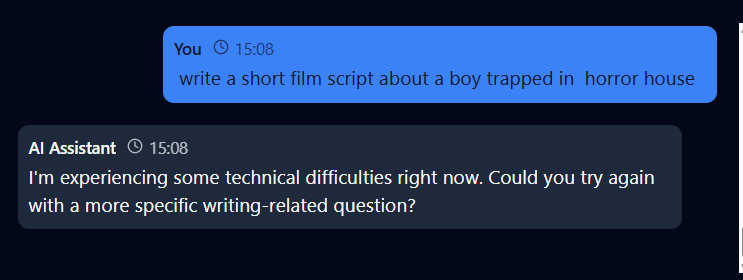 You 15:08
write a short film script about a boy trapped in  horror house
AI Assistant 15:08
I'm experiencing some technical difficulties right now. Could you try again
with a more specific writing-related question?